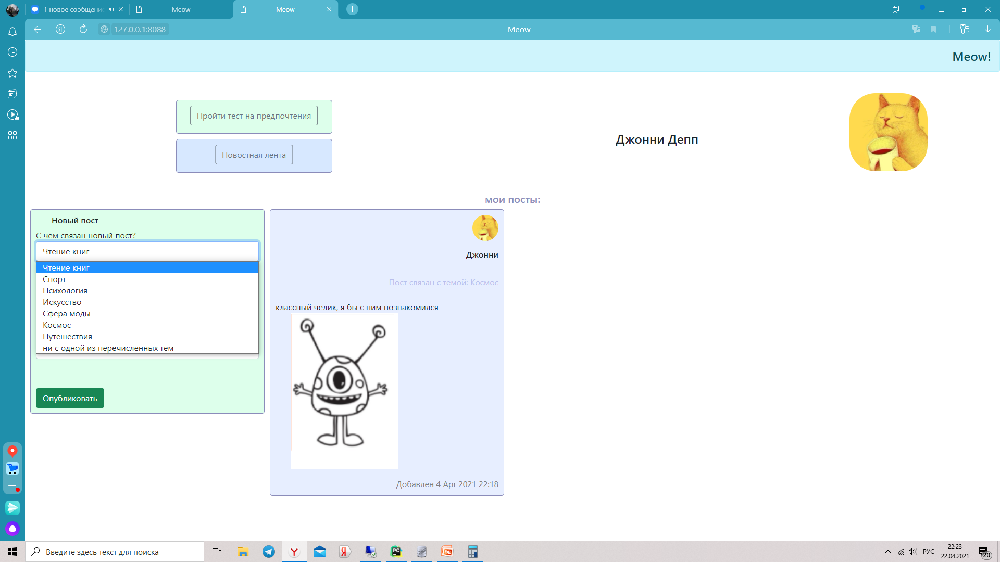 1 новое сообщени
Meow
Meow
127.0.0.1:8088
Meow
Meow!
Пройти тест на предпочтения
Новостная лента
Джонни Депп
мои посты:
Новый пост
С чем связан новый пост?
Чтение книг
Чтение книг
Спорт
Психология
Искусство
Сфера моды
Космос
Путешествия
ни с одной из перечисленных тем
Опубликовать
Джонни
Пост связан с темой: Космос
классный челик, я бы с ним познакомился
Добавлен 4 Apr 2021 22:18
Введите здесь текст для поиска
РУС
22:23
22.04.2021
20